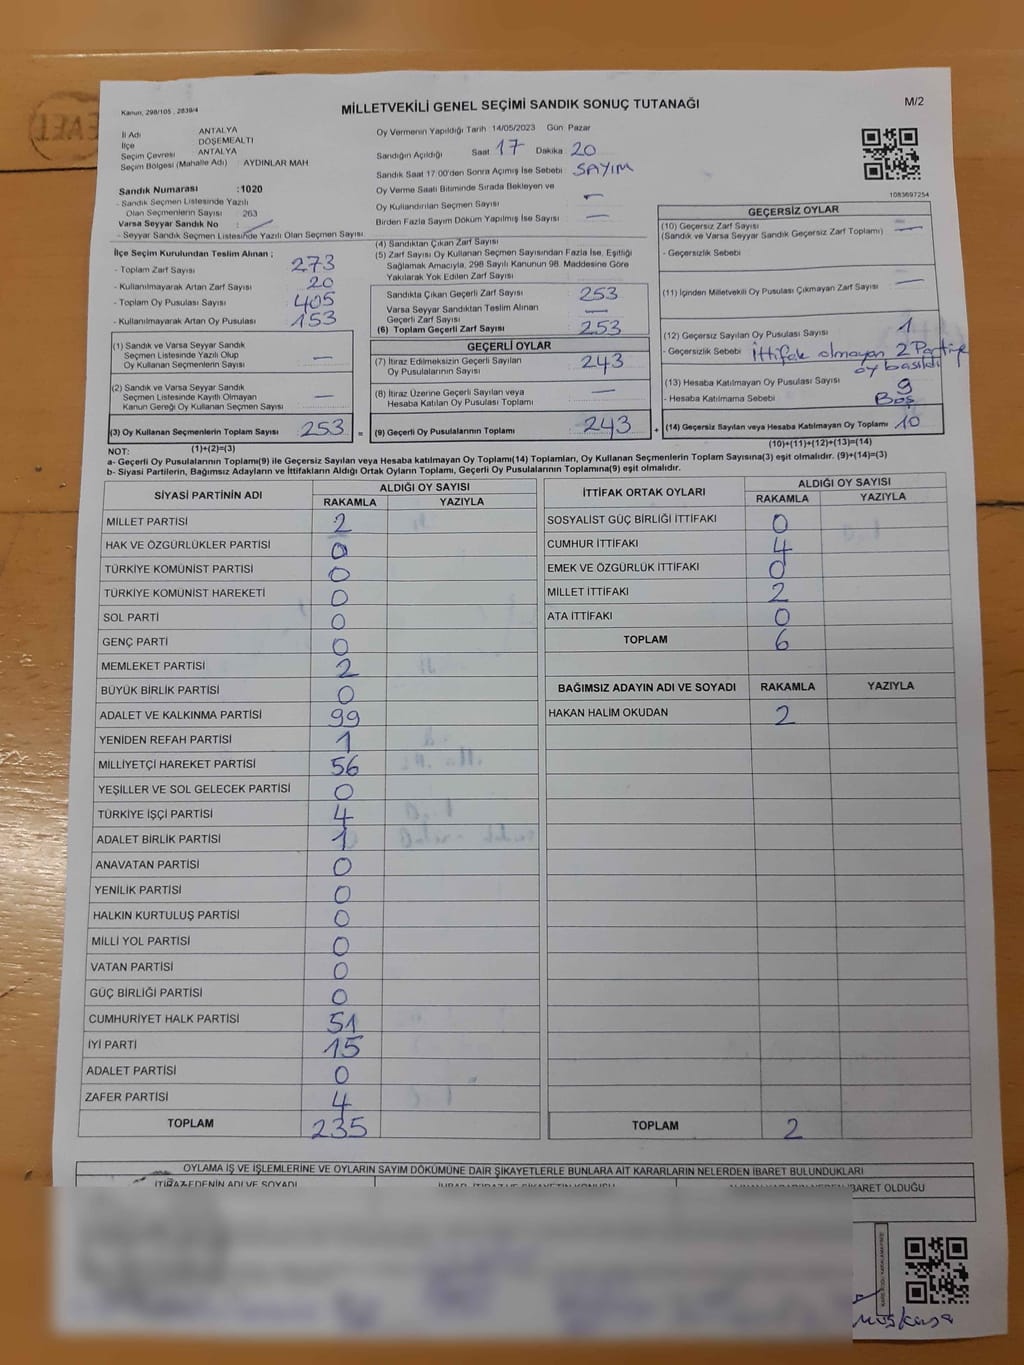 Kanun, 298/105 , 2839/4
MİLLETVEKİLİ GENEL SEÇİMİ SANDIK SONUÇ TUTANAĞI
M/2
İl Adı ANTALYA
İlçe DÖŞEMEALTI
Seçim Çevresi ANTALYA
Seçim Bölgesi (Mahalle Adı) AYDINLAR MAH
Sandık Numarası :1020
- Sandık Seçmen Listesinde Yazılı
Olan Seçmenlerin Sayısı : 263
Varsa Seyyar Sandık No :
- Seyyar Sandık Seçmen Listesinde Yazılı Olan Seçmen Sayısı
Oy Vermenin Yapıldığı Tarih 14/05/2023 Gün Pazar
Sandığın Açıldığı Saat 17 Dakika 20
Sandık Saat 17:00'den Sonra Açımış İse Sebebi SAYIM
Oy Verme Saati Bitiminde Sırada Bekleyen ve
Oy Kullandırılan Seçmen Sayısı –
Birden Fazla Sayım Döküm Yapılmış İse Sayısı —
1083697254
İlçe Seçim Kurulundan Teslim Alınan ;
- Toplam Zarf Sayısı 273
- Kullanılmayarak Artan Zarf Sayısı 20
- Toplam Oy Pusulası Sayısı 405
- Kullanılmayarak Artan Oy Pusulası 153
(1) Sandık ve Varsa Seyyar Sandık
Seçmen Listesinde Yazılı Olup
Oy Kullanan Seçmenlerin Sayısı —
(2) Sandık ve Varsa Seyyar Sandık
Seçmen Listesinde Kayıtlı Olmayan
Kanun Gereği Oy Kullanan Seçmen Sayısı —
(3) Oy Kullanan Seçmenlerin Toplam Sayısı 253 =
(1)+(2)=(3)
(4) Sandıktan Çıkan Zarf Sayısı
(5) Zarf Sayısı Oy Kullanan Seçmen Sayısından Fazla İse, Eşitliği
Sağlamak Amacıyla, 298 Sayılı Kanunun 98. Maddesine Göre
Yakılarak Yok Edilen Zarf Sayısı
Sandıkta Çıkan Geçerli Zarf Sayısı 253
Varsa Seyyar Sandıktan Teslim Alınan
Geçerli Zarf Sayısı —
(6) Toplam Geçerli Zarf Sayısı 253
GEÇERLİ OYLAR
(7) İtiraz Edilmeksizin Geçerli Sayılan
Oy Pusulalarının Sayısı 243
(8) İtiraz Üzerine Geçerli Sayılan veya
Hesaba Katılan Oy Pusulası Toplamı —
(9) Geçerli Oy Pusulalarının Toplamı 243 +
GEÇERSİZ OYLAR
(10) Geçersiz Zarf Sayısı
(Sandık ve Varsa Seyyar Sandık Geçersiz Zarf Toplamı) —
- Geçersizlik Sebebi
(11) İçinden Milletvekili Oy Pusulası Çıkmayan Zarf Sayısı —
(12) Geçersiz Sayılan Oy Pusulası Sayısı 1
- Geçersizlik Sebebi İttifak olmayan 2 Partiye
oy basıldı
(13) Hesaba Katılmayan Oy Pusulası Sayısı 9
- Hesaba Katılmama Sebebi Boş
(14) Geçersiz Sayılan veya Hesaba Katılmayan Oy Toplamı 10
(10)+(11)+(12)+(13)=(14)
NOT:
a- Geçerli Oy Pusulalarının Toplamı(9) ile Geçersiz Sayılan veya Hesaba katılmayan Oy Toplamı(14) Toplamları, Oy Kullanan Seçmenlerin Toplam Sayısına(3) eşit olmalıdır. (9)+(14)=(3)
b- Siyasi Partilerin, Bağımsız Adayların ve İttifakların Aldığı Ortak Oyların Toplamı, Geçerli Oy Pusulalarının Toplamına(9) eşit olmalıdır.
SİYASİ PARTİNİN ADI ALDIĞI OY SAYISI
RAKAMLA YAZIYLA
MİLLET PARTİSİ 2
HAK VE ÖZGÜRLÜKLER PARTİSİ 0
TÜRKİYE KOMÜNİST PARTİSİ 0
TÜRKİYE KOMÜNİST HAREKETİ 0
SOL PARTİ 0
GENÇ PARTİ 0
MEMLEKET PARTİSİ 2
BÜYÜK BİRLİK PARTİSİ 0
ADALET VE KALKINMA PARTİSİ 99
YENİDEN REFAH PARTİSİ 1
MİLLİYETÇİ HAREKET PARTİSİ 56
YEŞİLLER VE SOL GELECEK PARTİSİ 0
TÜRKİYE İŞÇİ PARTİSİ 4
ADALET BİRLİK PARTİSİ 1
ANAVATAN PARTİSİ 0
YENİLİK PARTİSİ 0
HALKIN KURTULUŞ PARTİSİ 0
MİLLİ YOL PARTİSİ 0
VATAN PARTİSİ 0
GÜÇ BİRLİĞİ PARTİSİ 0
CUMHURİYET HALK PARTİSİ 51
İYİ PARTİ 15
ADALET PARTİSİ 0
ZAFER PARTİSİ 4
TOPLAM 235
İTTİFAK ORTAK OYLARI ALDIĞI OY SAYISI
RAKAMLA YAZIYLA
SOSYALİST GÜÇ BİRLİĞİ İTTİFAKI 0
CUMHUR İTTİFAKI 4
EMEK VE ÖZGÜRLÜK İTTİFAKI 0
MİLLET İTTİFAKI 2
ATA İTTİFAKI 0
TOPLAM 6
BAĞIMSIZ ADAYIN ADI VE SOYADI RAKAMLA YAZIYLA
HAKAN HALİM OKUDAN 2
TOPLAM 2
OYLAMA İŞ VE İŞLEMLERİNE VE OYLARIN SAYIM DÖKÜMÜNE DAİR ŞİKAYETLERLE BUNLARA AİT KARARLARIN NELERDEN İBARET BULUNDUKLARI
İTİRAZ EDENİN ADI VE SOYADI
İBARET OLDUĞU